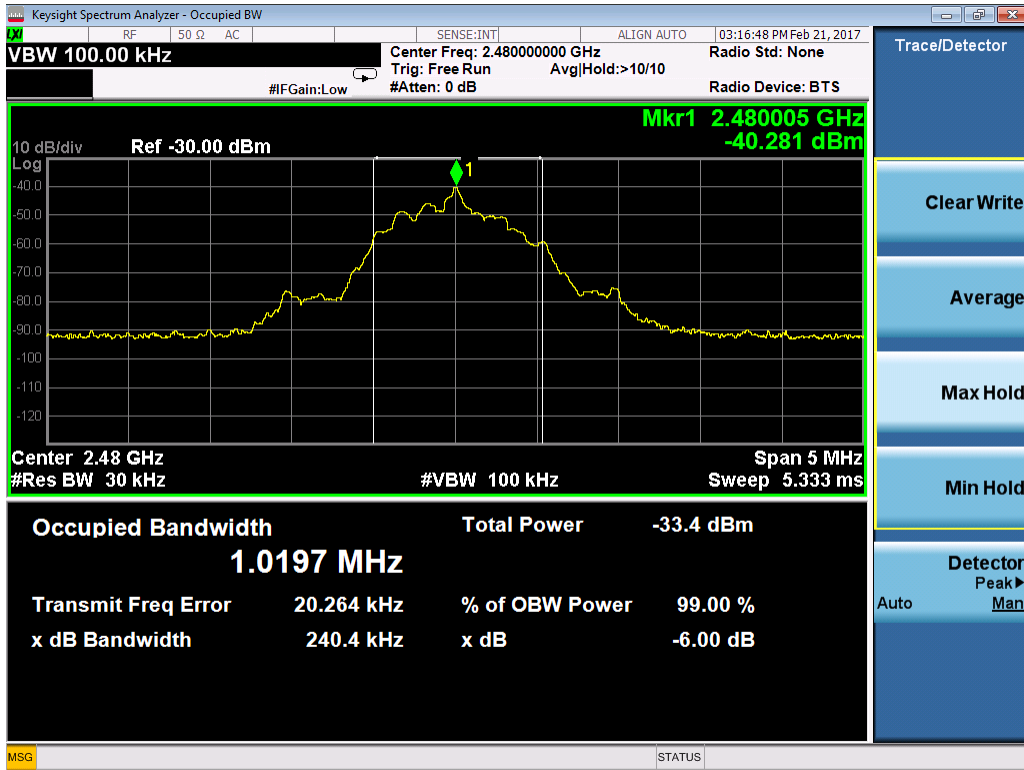 Keysight Spectrum Analyzer - Occupied BW
LXI RF 50 Ω AC SENSE:INT ALIGN AUTO 03:16:48 PM Feb 21, 2017
VBW 100.00 kHz
Center Freq: 2.480000000 GHz Radio Std: None
Trig: Free Run Avg|Hold:>10/10
#IFGain:Low #Atten: 0 dB Radio Device: BTS
Trace/Detector
Mkr1 2.480005 GHz
-40.281 dBm
10 dB/div Ref -30.00 dBm
Log
1
-40.0
-50.0
-60.0
-70.0
-80.0
-90.0
-100
-110
-120
Center 2.48 GHz Span 5 MHz
#Res BW 30 kHz #VBW 100 kHz Sweep 5.333 ms
Occupied Bandwidth Total Power -33.4 dBm
1.0197 MHz
Transmit Freq Error 20.264 kHz % of OBW Power 99.00 %
x dB Bandwidth 240.4 kHz x dB -6.00 dB
Clear Write
Average
Max Hold
Min Hold
Detector
Peak▶
Auto Man
MSG STATUS